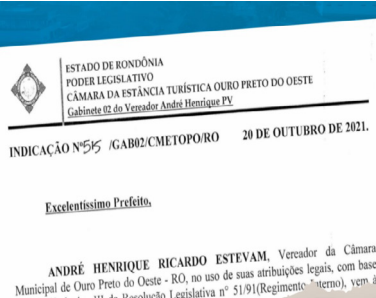 ESTADO DE RONDÔNIA
PODER LEGISLATIVO
CÂMARA DA ESTÂNCIA TURÍSTICA OURO PRETO DO OESTE
Gabinete 02 do Vereador André Henrique PV
INDICAÇÃO Nº515 /GAB02/CMETOPO/RO 20 DE OUTUBRO DE 2021.
Excelentíssimo Prefeito,
ANDRÉ HENRIQUE RICARDO ESTEVAM, Vereador da Câmara
Municipal de Ouro Preto do Oeste - RO, no uso de suas atribuições legais, com base
Resolução Legislativa nº 51/91(Regimento Interno), vem à